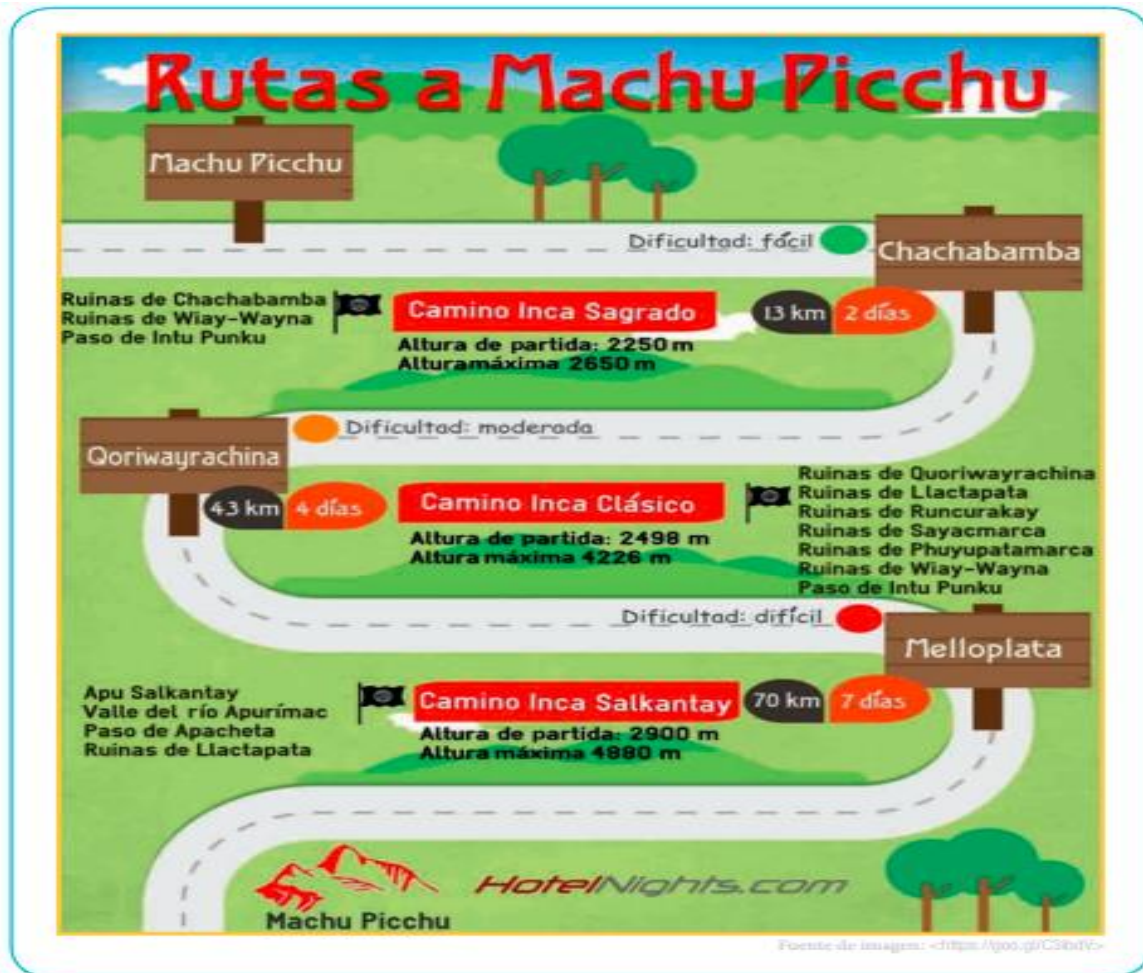 Rutas a Machu Picchu
Machu Picchu
Dificultad: fácil
Chachabamba
Ruinas de Chachabamba
Ruinas de Wiay-Wayna
Paso de Intu Punku
Camino Inca Sagrado
13 km
2 días
Altura de partida: 2250 m
Alturamáxima 2650 m
Dificultad: moderada
Qoriwayrachina
43 km
4 días
Camino Inca Clásico
Altura de partida: 2498 m
Altura máxima 4226 m
Ruinas de Quoriwayrachina
Ruinas de Llactapata
Ruinas de Runcurakay
Ruinas de Sayacmarca
Ruinas de Phuyupatamarca
Ruinas de Wiay-Wayna
Paso de Intu Punku
Dificultad: difícil
Melloplata
Apu Salkantay
Valle del río Apurímac
Paso de Apacheta
Ruinas de Llactapata
Camino Inca Salkantay
70 km
7 días
Altura de partida: 2900 m
Altura máxima 4880 m
Machu Picchu
HotelNights.com
Fuente de imagen: